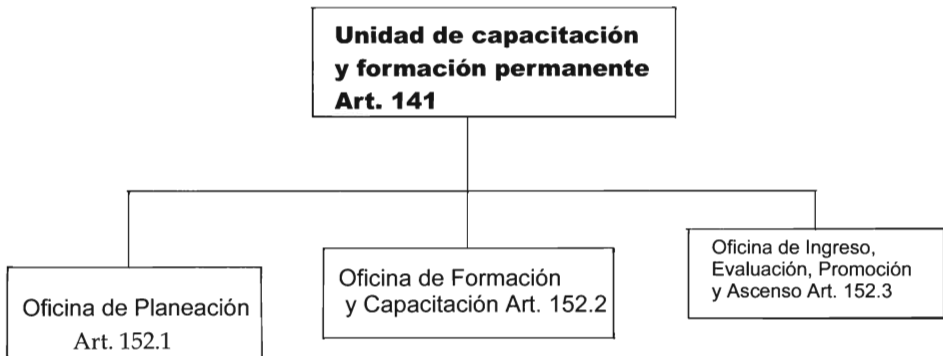 Unidad de capacitación
y formación permanente
Art. 141
Oficina de Planeación
Art. 152.1
Oficina de Formación
y Capacitación Art. 152.2
Oficina de Ingreso,
Evaluación, Promoción
y Ascenso Art. 152.3